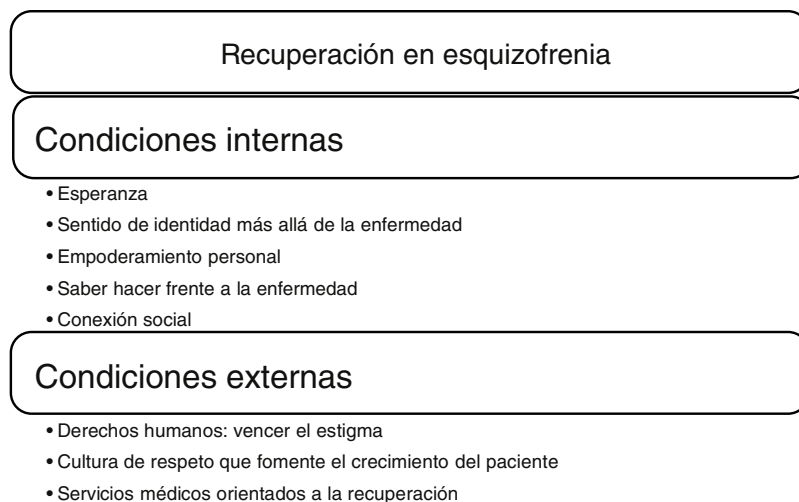 Recuperación en esquizofrenia
Condiciones internas
• Esperanza
• Sentido de identidad más allá de la enfermedad
• Empoderamiento personal
• Saber hacer frente a la enfermedad
• Conexión social
Condiciones externas
• Derechos humanos: vencer el estigma
• Cultura de respeto que fomente el crecimiento del paciente
• Servicios médicos orientados a la recuperación